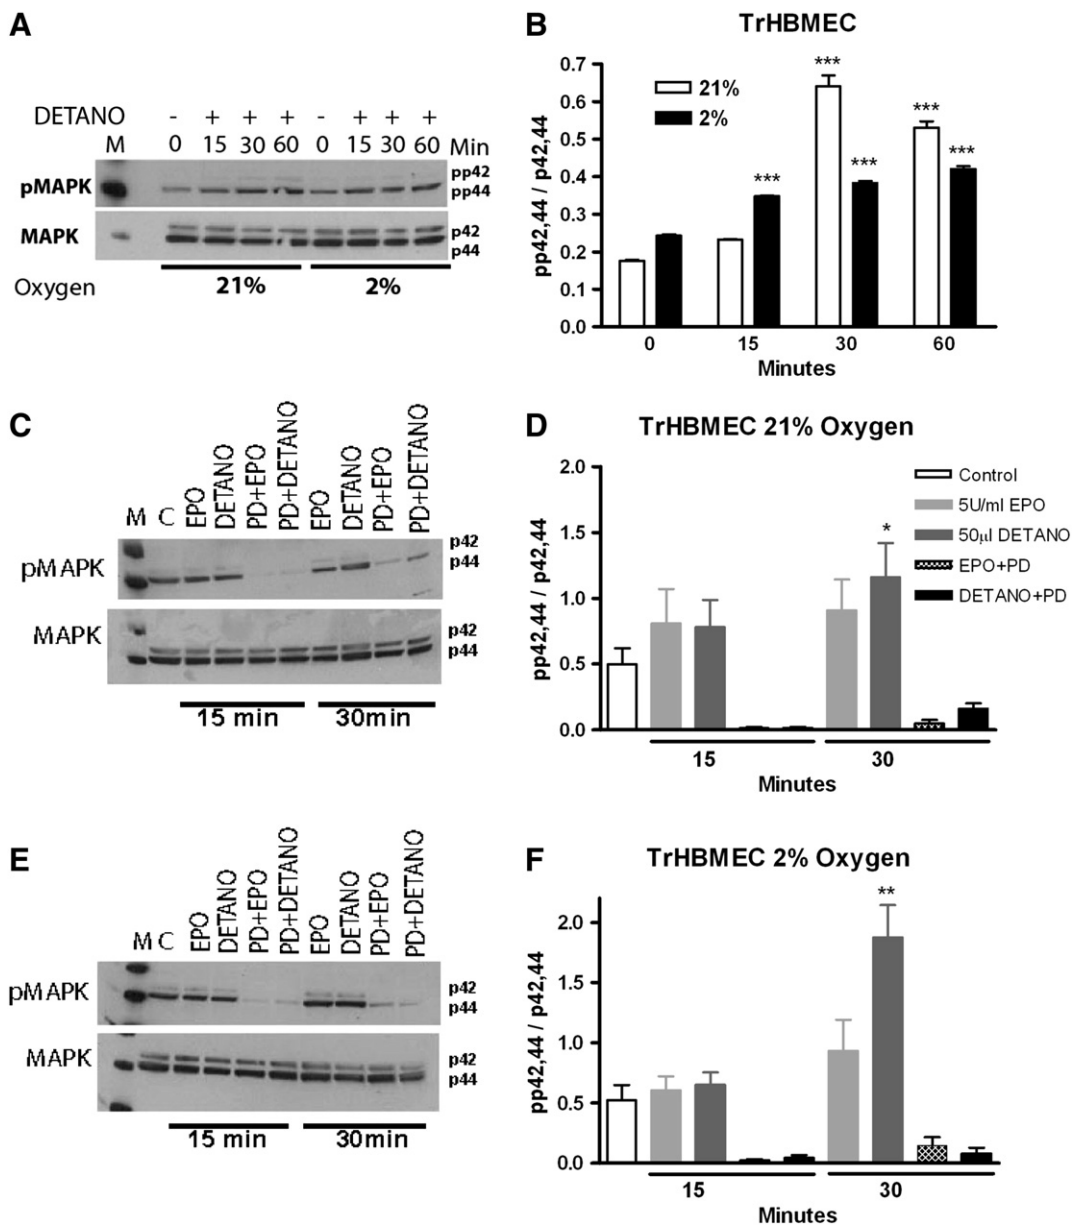 A
DETANO - + + + - + + +
M 0 15 30 60 0 15 30 60 Min
pMAPK
pp42
pp44
MAPK
p42
p44
Oxygen 21% 2%
B
TrHBMEC
21%
2%
***
***
***
***
***
0.7
0.6
0.5
0.4
0.3
0.2
0.1
0.0
pp42,44 / p42,44
0 15 30 60
Minutes
C
M C EPO DETANO PD+EPO PD+DETANO EPO DETANO PD+EPO PD+DETANO
pMAPK
p42
p44
MAPK
p42
p44
15 min 30min
D
TrHBMEC 21% Oxygen
Control
5U/ml EPO
50µl DETANO
EPO+PD
DETANO+PD
*
2.0
1.5
1.0
0.5
0.0
pp42,44 / p42,44
15 30
Minutes
E
M C EPO DETANO PD+EPO PD+DETANO EPO DETANO PD+EPO PD+DETANO
pMAPK
p42
p44
MAPK
p42
p44
15 min 30min
F
TrHBMEC 2% Oxygen
**
2.0
1.5
1.0
0.5
0.0
pp42,44 / p42,44
15 30
Minutes